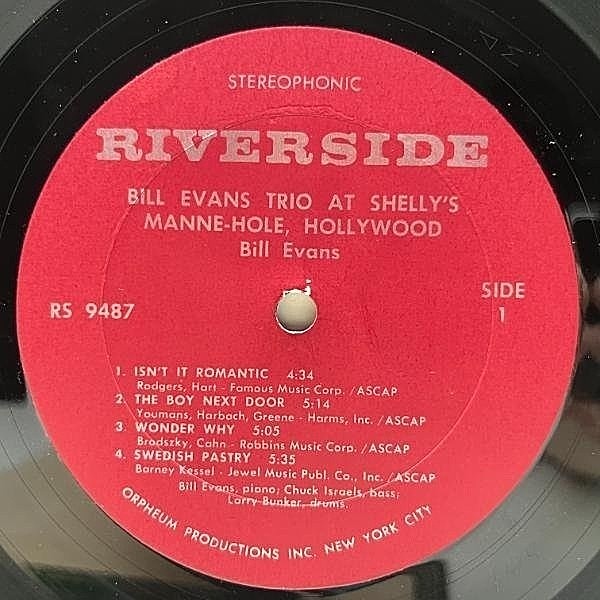 STEREOPHONIC
RIVERSIDE
BILL EVANS TRIO AT SHELLY'S
MANNE-HOLE, HOLLYWOOD
Bill Evans
RS 9487
SIDE
1
1. ISN'T IT ROMANTIC 4:34
Rodgers, Hart - Famous Music Corp. /ASCAP
2. THE BOY NEXT DOOR 5:14
Youmans, Harbach, Greene - Harms, Inc. /ASCAP
3. WONDER WHY 5:05
Brodszky, Cahn - Robbins Music Corp. /ASCAP
4. SWEDISH PASTRY 5:35
Barney Kessel - Jewel Music Publ. Co., Inc. /ASCAP
Bill Evans, piano; Chuck Israels, bass;
Larry Bunker, drums.
ORPHEUM PRODUCTIONS INC. NEW YORK CITY